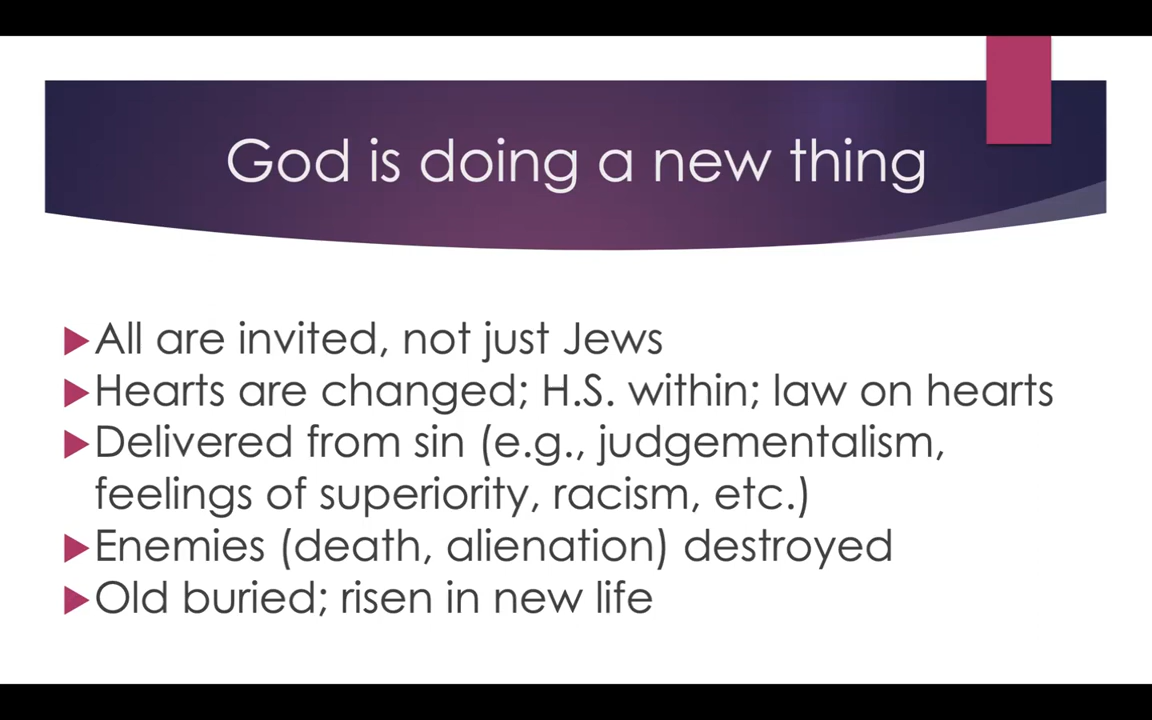 God is doing a new thing
All are invited, not just Jews
Hearts are changed; H.S. within; law on hearts
Delivered from sin (e.g., judgementalism,
feelings of superiority, racism, etc.)
Enemies (death, alienation) destroyed
Old buried; risen in new life